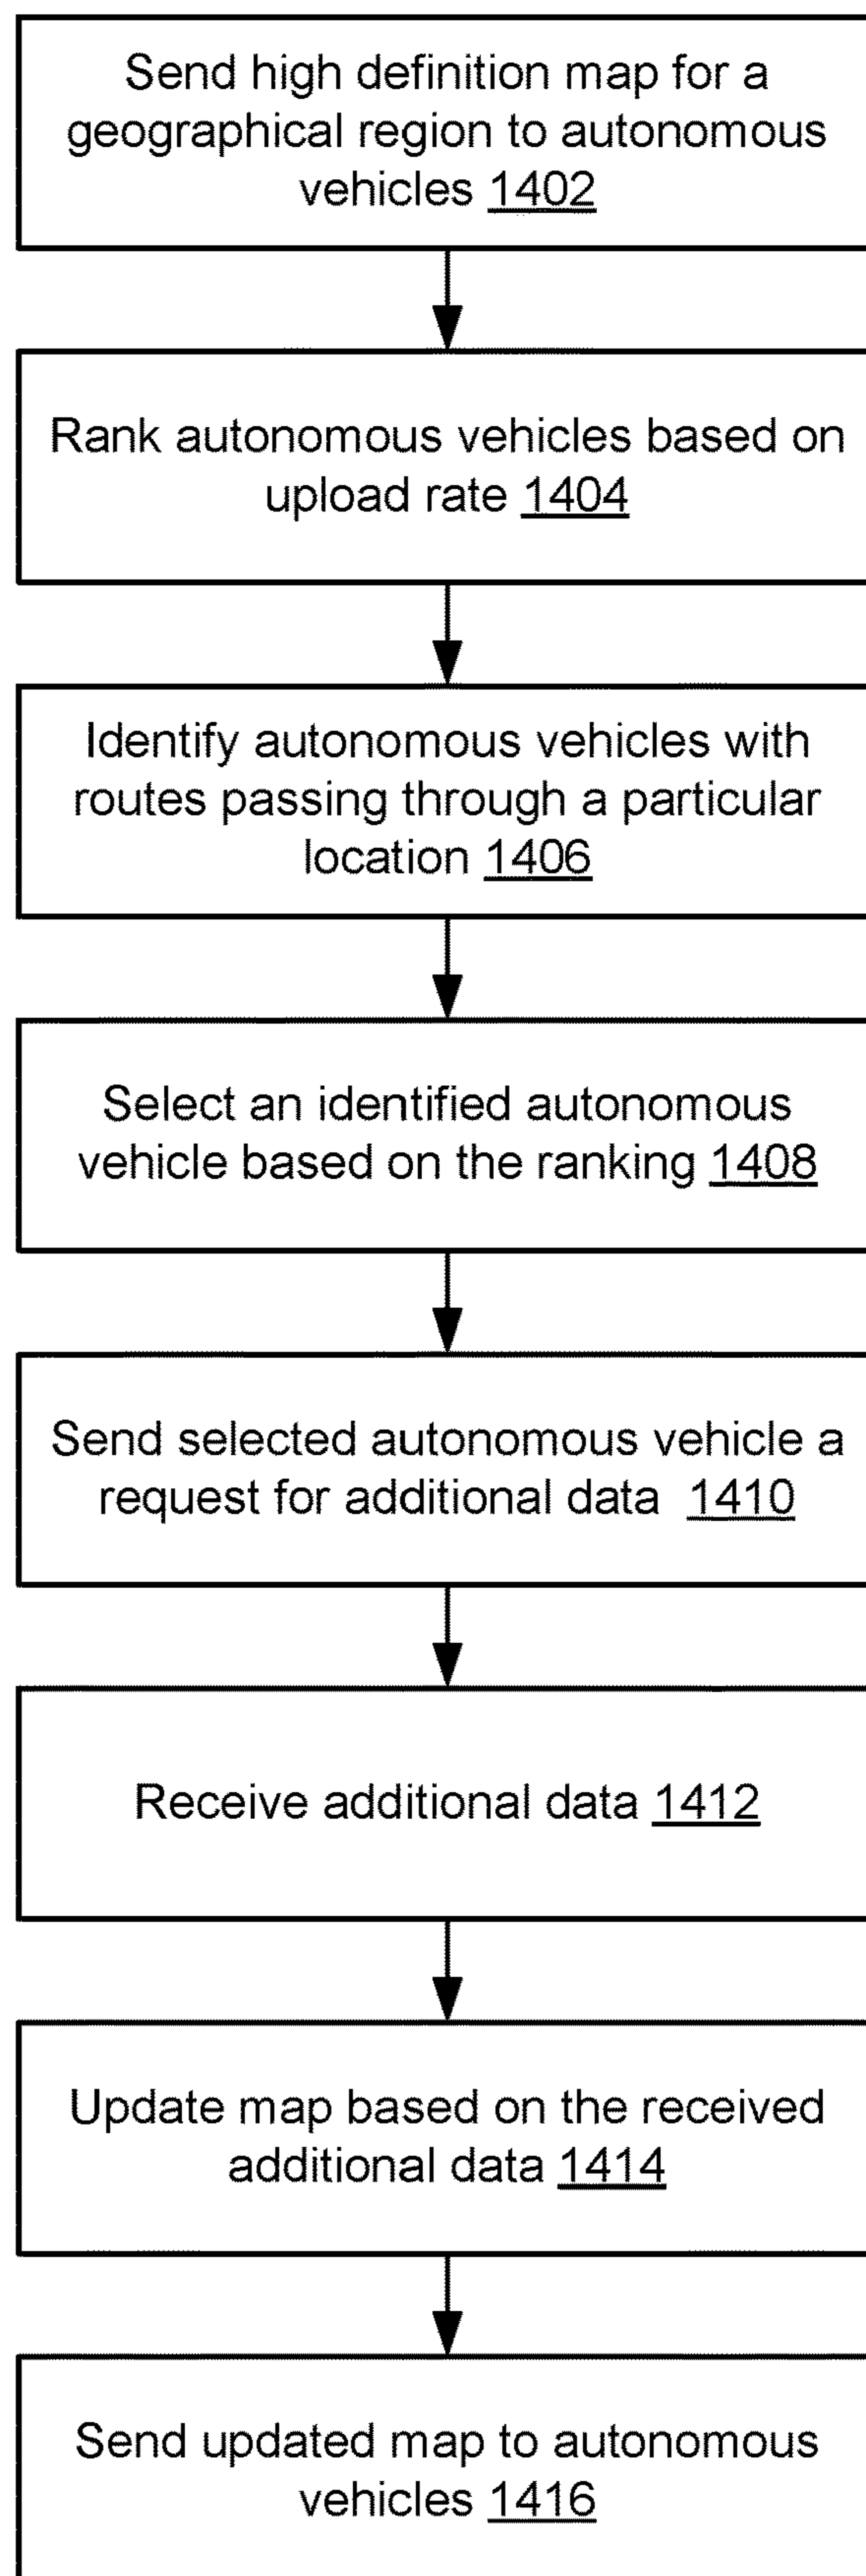 Send high definition map for a
geographical region to autonomous
vehicles 1402
Rank autonomous vehicles based on
upload rate 1404
Identify autonomous vehicles with
routes passing through a particular
location 1406
Select an identified autonomous
vehicle based on the ranking 1408
Send selected autonomous vehicle a
request for additional data 1410
Receive additional data 1412
Update map based on the received
additional data 1414
Send updated map to autonomous
vehicles 1416